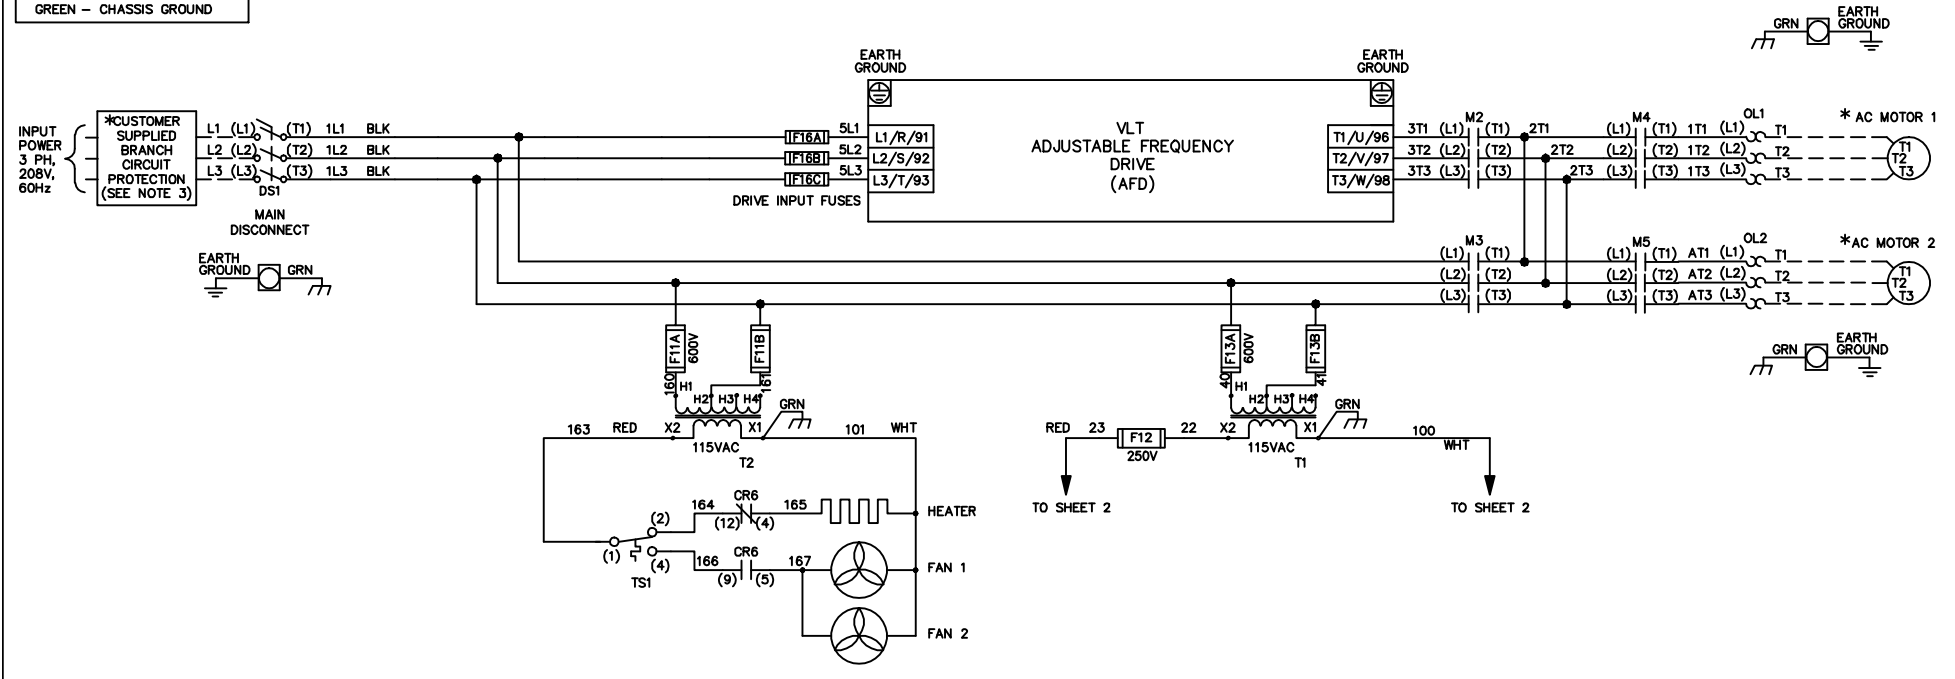 GREEN - CHASSIS GROUND
INPUT
POWER
3 PH,
208V,
60Hz
*CUSTOMER
SUPPLIED
BRANCH
CIRCUIT
PROTECTION
(SEE NOTE 3)
L1 (L1) (T1) 1L1 BLK
L2 (L2) (T2) 1L2 BLK
L3 (L3) (T3) 1L3 BLK
DS1
MAIN
DISCONNECT
EARTH
GROUND
GRN
F16A 5L1
F16B 5L2
F16C 5L3
DRIVE INPUT FUSES
EARTH
GROUND
L1/R/91
L2/S/92
L3/T/93
VLT
ADJUSTABLE FREQUENCY
DRIVE
(AFD)
EARTH
GROUND
T1/U/96
T2/V/97
T3/W/98
M2
3T1 (L1) (T1) 2T1
3T2 (L2) (T2) 2T2
3T3 (L3) (T3) 2T3
M4
(L1) (T1) 1T1 (L1)
(L2) (T2) 1T2 (L2)
(L3) (T3) 1T3 (L3)
OL1
T1
T2
T3
* AC MOTOR 1
T1
T2
T3
GRN
EARTH
GROUND
M3
(L1) (T1)
(L2) (T2)
(L3) (T3)
M5
(L1) (T1) AT1 (L1)
(L2) (T2) AT2 (L2)
(L3) (T3) AT3 (L3)
OL2
T1
T2
T3
*AC MOTOR 2
T1
T2
T3
GRN
EARTH
GROUND
F11A
600V
F11B
160
161
H1
H2 H3 H4
GRN
163 RED X2 X1 101 WHT
115VAC
T2
F13A
600V
F13B
40
41
H1
H2 H3 H4
GRN
RED 23 F12 22 X2 X1 100
WHT
250V
115VAC
T1
TO SHEET 2
TO SHEET 2
CR6
164 165
(12) (4)
HEATER
(2)
(1)
(4)
TS1
CR6
166 167
(9) (5)
FAN 1
FAN 2